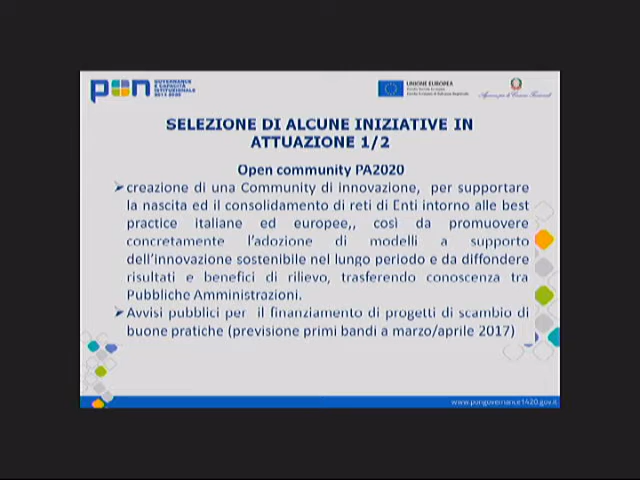 pon GOVERNANCE
E CAPACITÀ
ISTITUZIONALE
2014-2020
UNIONE EUROPEA
SELEZIONE DI ALCUNE INIZIATIVE IN
ATTUAZIONE 1/2
Open community PA2020
➢creazione di una Community di innovazione, per supportare
la nascita ed il consolidamento di reti di Enti intorno alle best
practice italiane ed europee,, così da promuovere
concretamente l'adozione di modelli a supporto
dell'innovazione sostenibile nel lungo periodo e da diffondere
risultati e benefici di rilievo, trasferendo conoscenza tra
Pubbliche Amministrazioni.
➢Avvisi pubblici per il finanziamento di progetti di scambio di
buone pratiche (previsione primi bandi a marzo/aprile 2017)
www.pongovernance1420.gov.it